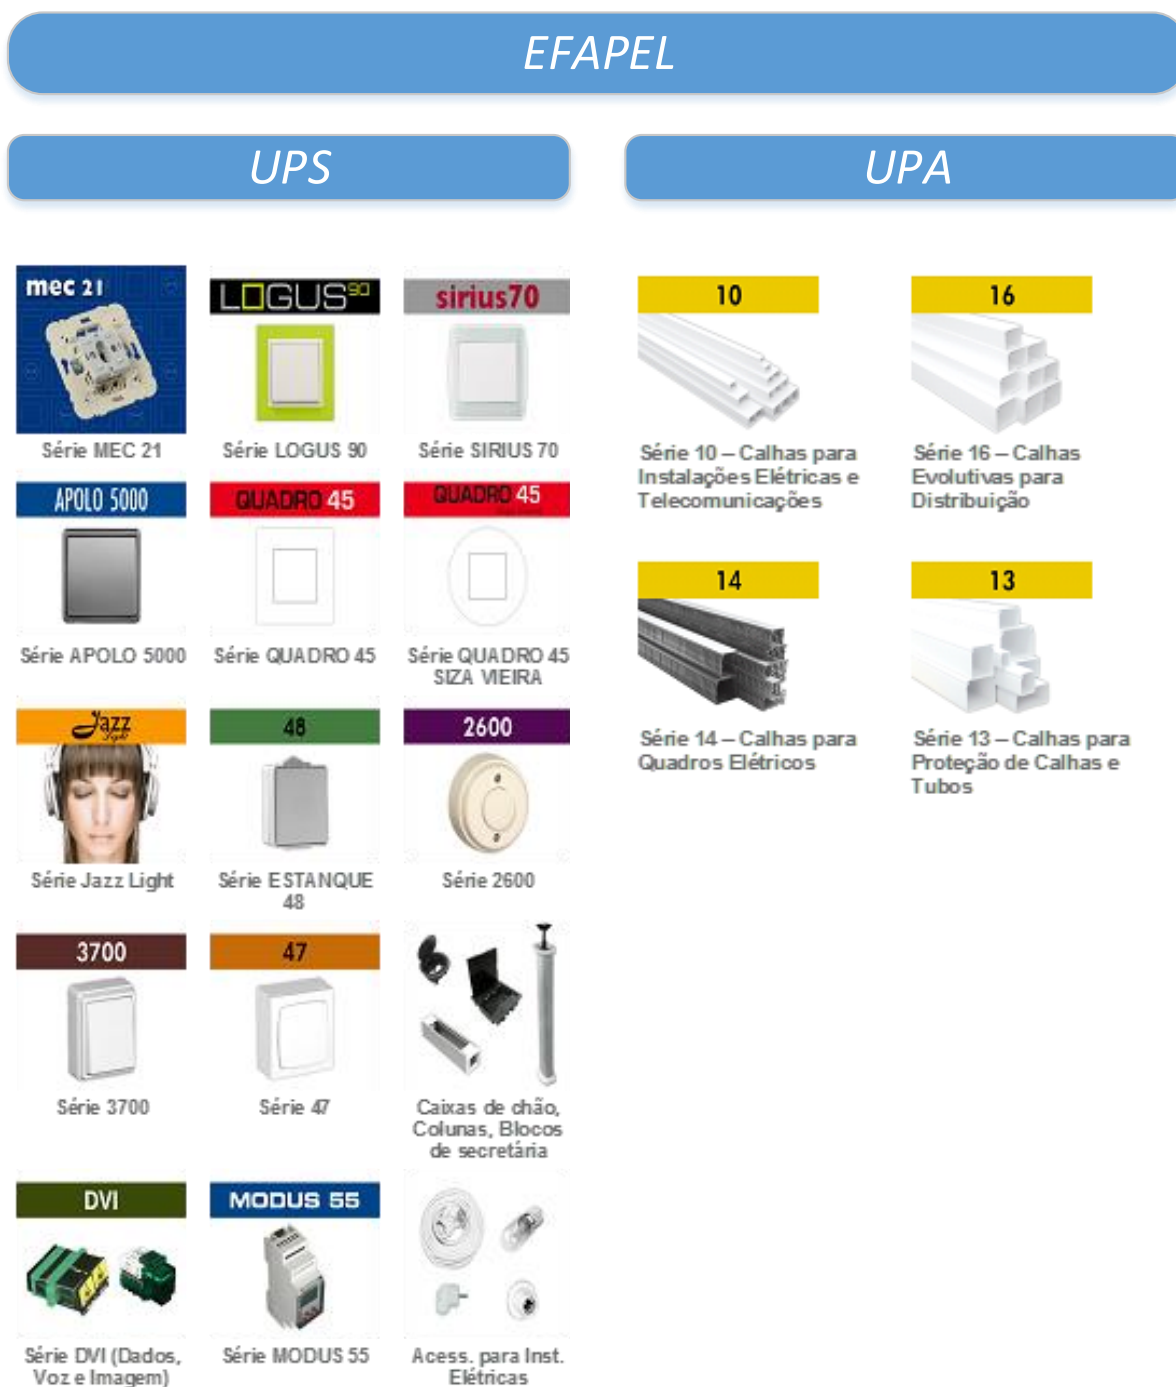 EFAPEL
UPS
UPA
mec 21
LOGUS90
sirius70
Série MEC 21
Série LOGUS 90
Série SIRIUS 70
APOLO 5000
QUADRO 45
QUADRO 45
Série APOLO 5000
Série QUADRO 45
Série QUADRO 45
SIZA VIEIRA
Jazz
Light
48
2600
Série Jazz Light
Série ESTANQUE
48
Série 2600
3700
47
Série 3700
Série 47
Caixas de chão,
Colunas, Blocos
de secretária
DVI
MODUS 55
Série DVI (Dados,
Voz e Imagem)
Série MODUS 55
Acess. para Inst.
Elétricas
10
16
Série 10 – Calhas para
Instalações Elétricas e
Telecomunicações
Série 16 – Calhas
Evolutivas para
Distribuição
14
13
Série 14 – Calhas para
Quadros Elétricos
Série 13 – Calhas para
Proteção de Calhas e
Tubos